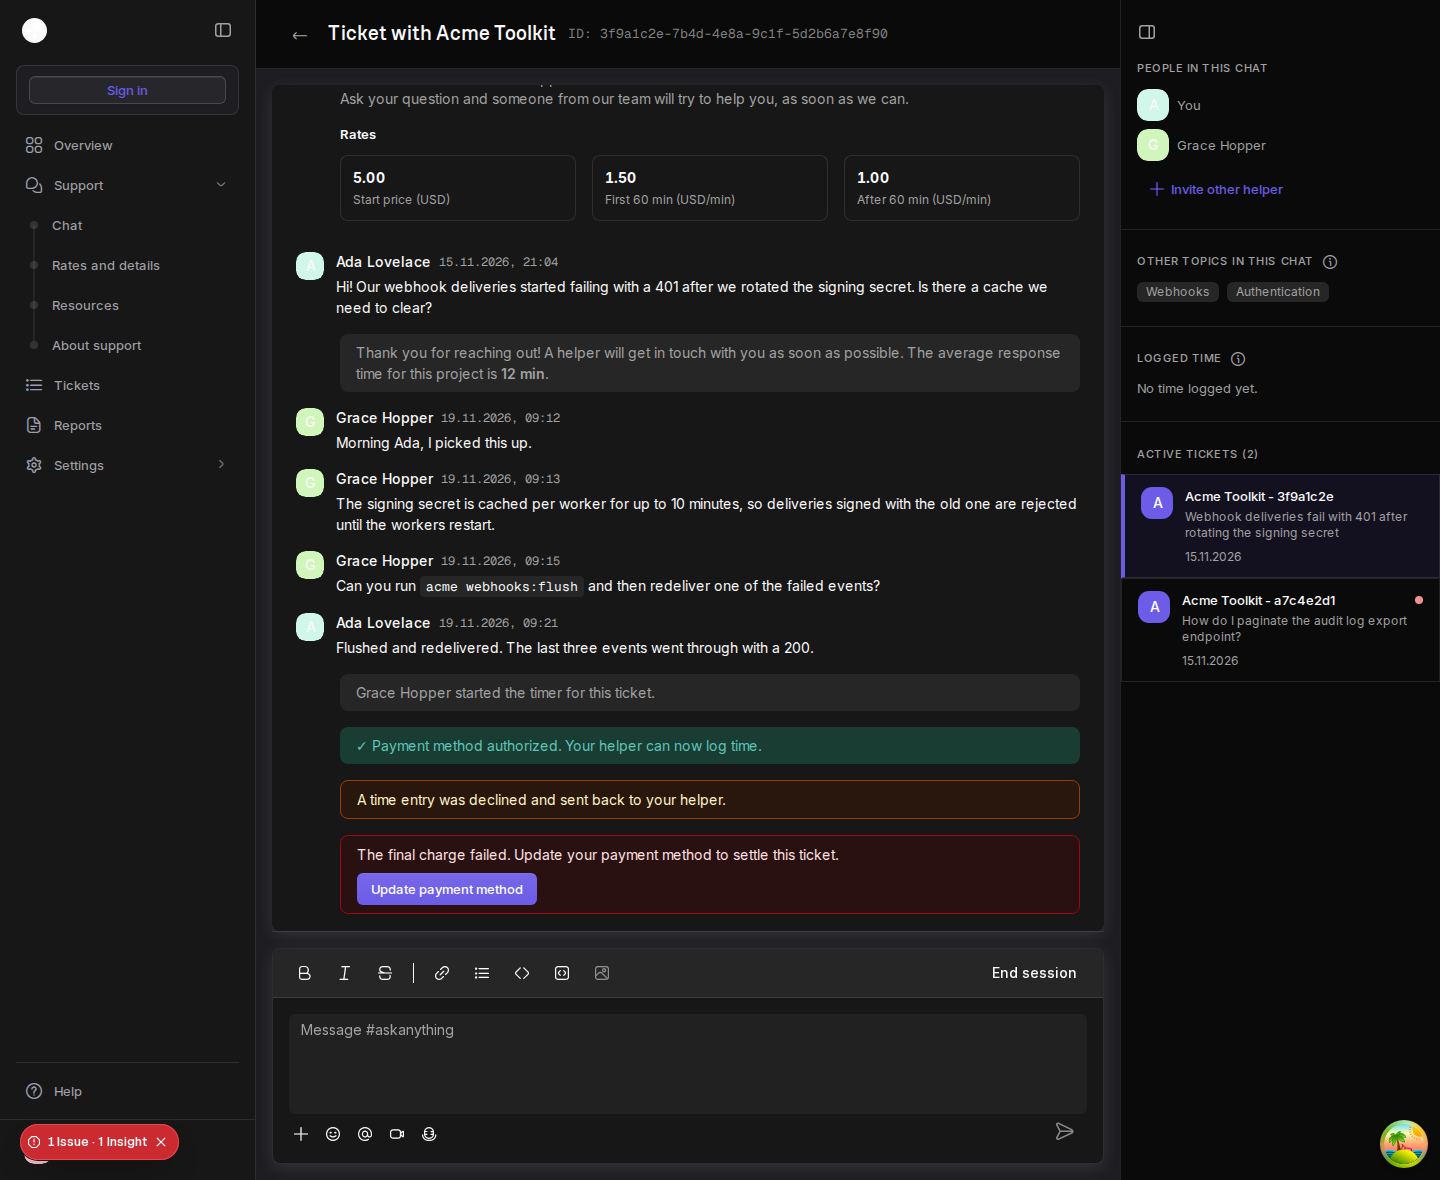 Sign in
Overview
Support
Chat
Rates and details
Resources
About support
Tickets
Reports
Settings
Help
1 Issue · 1 Insight
← Ticket with Acme Toolkit ID: 3f9a1c2e-7b4d-4e8a-9c1f-5d2b6a7e8f90
Ask your question and someone from our team will try to help you, as soon as we can.
Rates
5.00
Start price (USD)
1.50
First 60 min (USD/min)
1.00
After 60 min (USD/min)
A
Ada Lovelace 15.11.2026, 21:04
Hi! Our webhook deliveries started failing with a 401 after we rotated the signing secret. Is there a cache we
need to clear?
Thank you for reaching out! A helper will get in touch with you as soon as possible. The average response
time for this project is 12 min.
G
Grace Hopper 19.11.2026, 09:12
Morning Ada, I picked this up.
G
Grace Hopper 19.11.2026, 09:13
The signing secret is cached per worker for up to 10 minutes, so deliveries signed with the old one are rejected
until the workers restart.
G
Grace Hopper 19.11.2026, 09:15
Can you run acme webhooks:flush and then redeliver one of the failed events?
A
Ada Lovelace 19.11.2026, 09:21
Flushed and redelivered. The last three events went through with a 200.
Grace Hopper started the timer for this ticket.
✓ Payment method authorized. Your helper can now log time.
A time entry was declined and sent back to your helper.
The final charge failed. Update your payment method to settle this ticket.
Update payment method
End session
Message #askanything
PEOPLE IN THIS CHAT
A
You
G
Grace Hopper
Invite other helper
OTHER TOPICS IN THIS CHAT
Webhooks
Authentication
LOGGED TIME
No time logged yet.
ACTIVE TICKETS (2)
A
Acme Toolkit - 3f9a1c2e
Webhook deliveries fail with 401 after
rotating the signing secret
15.11.2026
A
Acme Toolkit - a7c4e2d1
How do I paginate the audit log export
endpoint?
15.11.2026